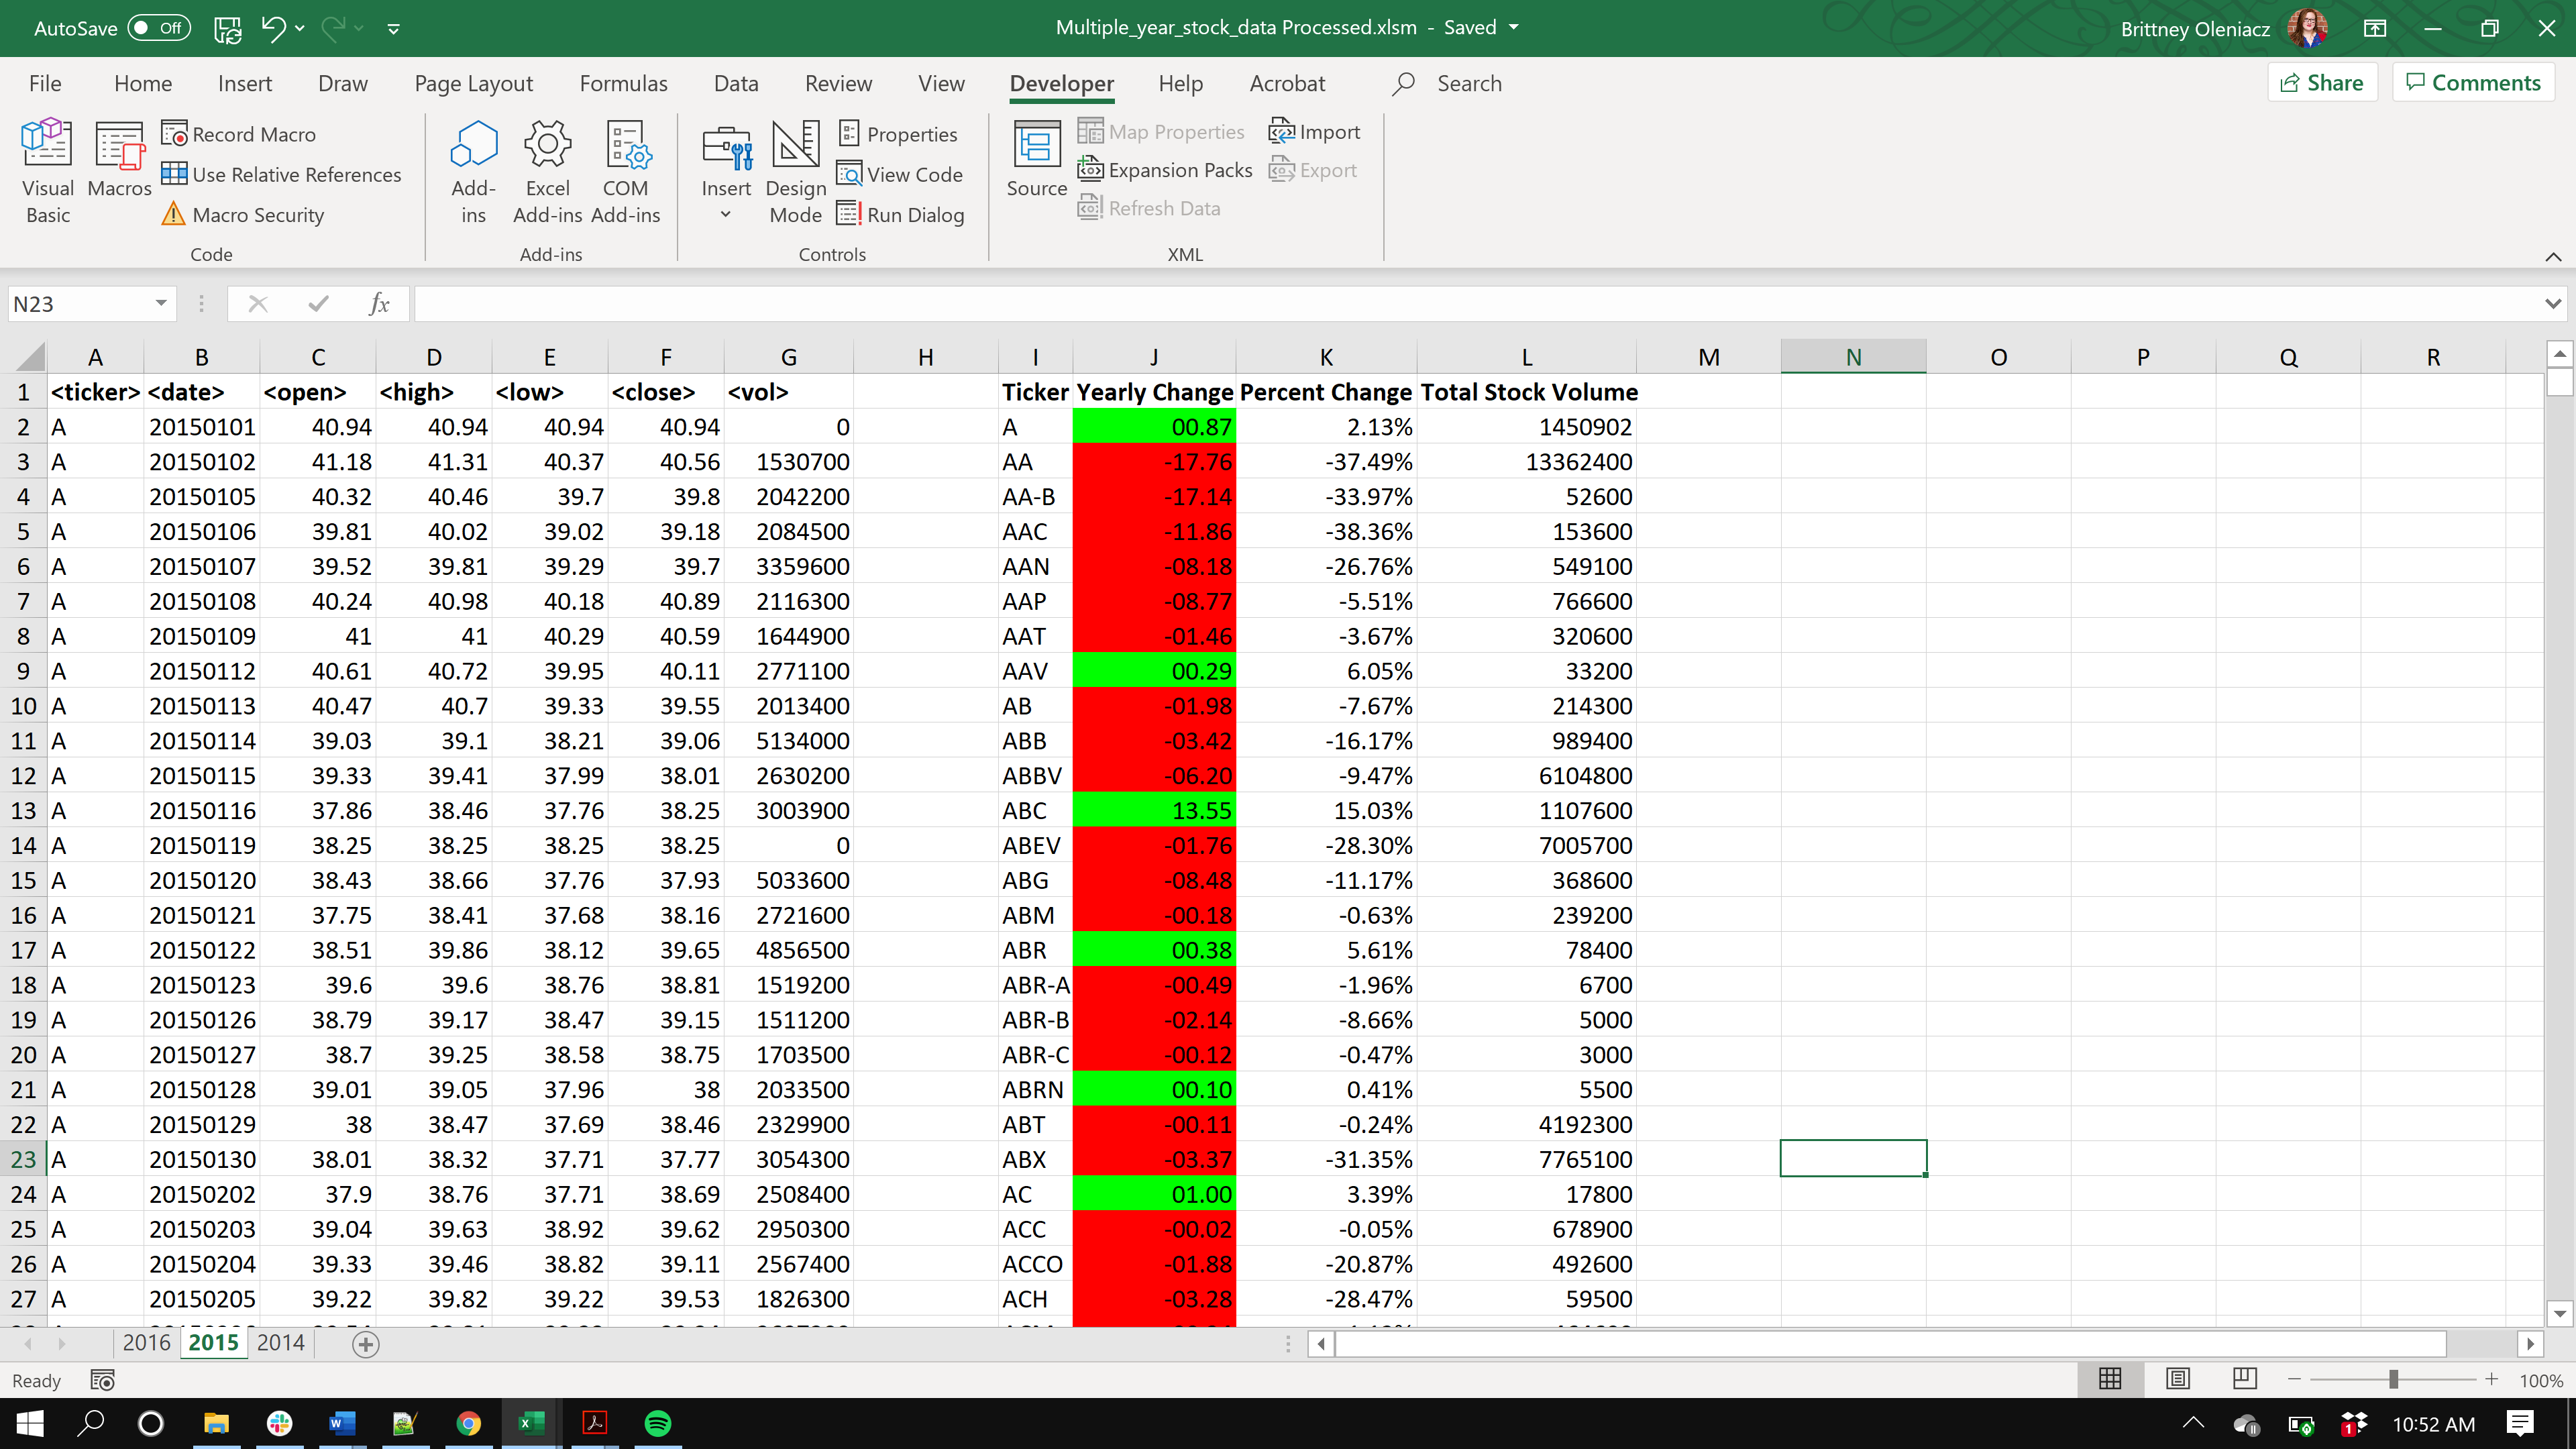 AutoSave Off Multiple_year_stock_data Processed.xlsm - Saved Brittney Oleniacz
File Home Insert Draw Page Layout Formulas Data Review View Developer Help Acrobat Search Share Comments
Visual Basic
Macros
Record Macro
Use Relative References
Macro Security
Code
Add-ins
Excel Add-ins
COM Add-ins
Add-ins
Insert
Design Mode
Properties
View Code
Run Dialog
Controls
Source
Map Properties
Expansion Packs
Refresh Data
Import
Export
XML
N23 fx
A B C D E F G H I J K L M N O P Q R
1 <ticker> <date> <open> <high> <low> <close> <vol> Ticker Yearly Change Percent Change Total Stock Volume
2 A 20150101 40.94 40.94 40.94 40.94 0 A 00.87 2.13% 1450902
3 A 20150102 41.18 41.31 40.37 40.56 1530700 AA -17.76 -37.49% 13362400
4 A 20150105 40.32 40.46 39.7 39.8 2042200 AA-B -17.14 -33.97% 52600
5 A 20150106 39.81 40.02 39.02 39.18 2084500 AAC -11.86 -38.36% 153600
6 A 20150107 39.52 39.81 39.29 39.7 3359600 AAN -08.18 -26.76% 549100
7 A 20150108 40.24 40.98 40.18 40.89 2116300 AAP -08.77 -5.51% 766600
8 A 20150109 41 41 40.29 40.59 1644900 AAT -01.46 -3.67% 320600
9 A 20150112 40.61 40.72 39.95 40.11 2771100 AAV 00.29 6.05% 33200
10 A 20150113 40.47 40.7 39.33 39.55 2013400 AB -01.98 -7.67% 214300
11 A 20150114 39.03 39.1 38.21 39.06 5134000 ABB -03.42 -16.17% 989400
12 A 20150115 39.33 39.41 37.99 38.01 2630200 ABBV -06.20 -9.47% 6104800
13 A 20150116 37.86 38.46 37.76 38.25 3003900 ABC 13.55 15.03% 1107600
14 A 20150119 38.25 38.25 38.25 38.25 0 ABEV -01.76 -28.30% 7005700
15 A 20150120 38.43 38.66 37.76 37.93 5033600 ABG -08.48 -11.17% 368600
16 A 20150121 37.75 38.41 37.68 38.16 2721600 ABM -00.18 -0.63% 239200
17 A 20150122 38.51 39.86 38.12 39.65 4856500 ABR 00.38 5.61% 78400
18 A 20150123 39.6 39.6 38.76 38.81 1519200 ABR-A -00.49 -1.96% 6700
19 A 20150126 38.79 39.17 38.47 39.15 1511200 ABR-B -02.14 -8.66% 5000
20 A 20150127 38.7 39.25 38.58 38.75 1703500 ABR-C -00.12 -0.47% 3000
21 A 20150128 39.01 39.05 37.96 38 2033500 ABRN 00.10 0.41% 5500
22 A 20150129 38 38.47 37.69 38.46 2329900 ABT -00.11 -0.24% 4192300
23 A 20150130 38.01 38.32 37.71 37.77 3054300 ABX -03.37 -31.35% 7765100
24 A 20150202 37.9 38.76 37.71 38.69 2508400 AC 01.00 3.39% 17800
25 A 20150203 39.04 39.63 38.92 39.62 2950300 ACC -00.02 -0.05% 678900
26 A 20150204 39.33 39.46 38.82 39.11 2567400 ACCO -01.88 -20.87% 492600
27 A 20150205 39.22 39.82 39.22 39.53 1826300 ACH -03.28 -28.47% 59500
2016 2015 2014
Ready 100%
10:52 AM